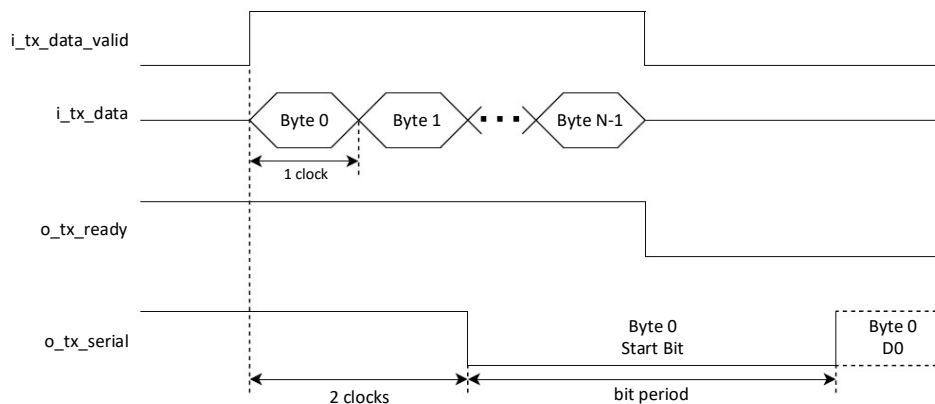 i_tx_data_valid
i_tx_data
Byte 0
Byte 1
Byte N-1
1 clock
o_tx_ready
o_tx_serial
Byte 0
Start Bit
Byte 0
D0
2 clocks
bit period